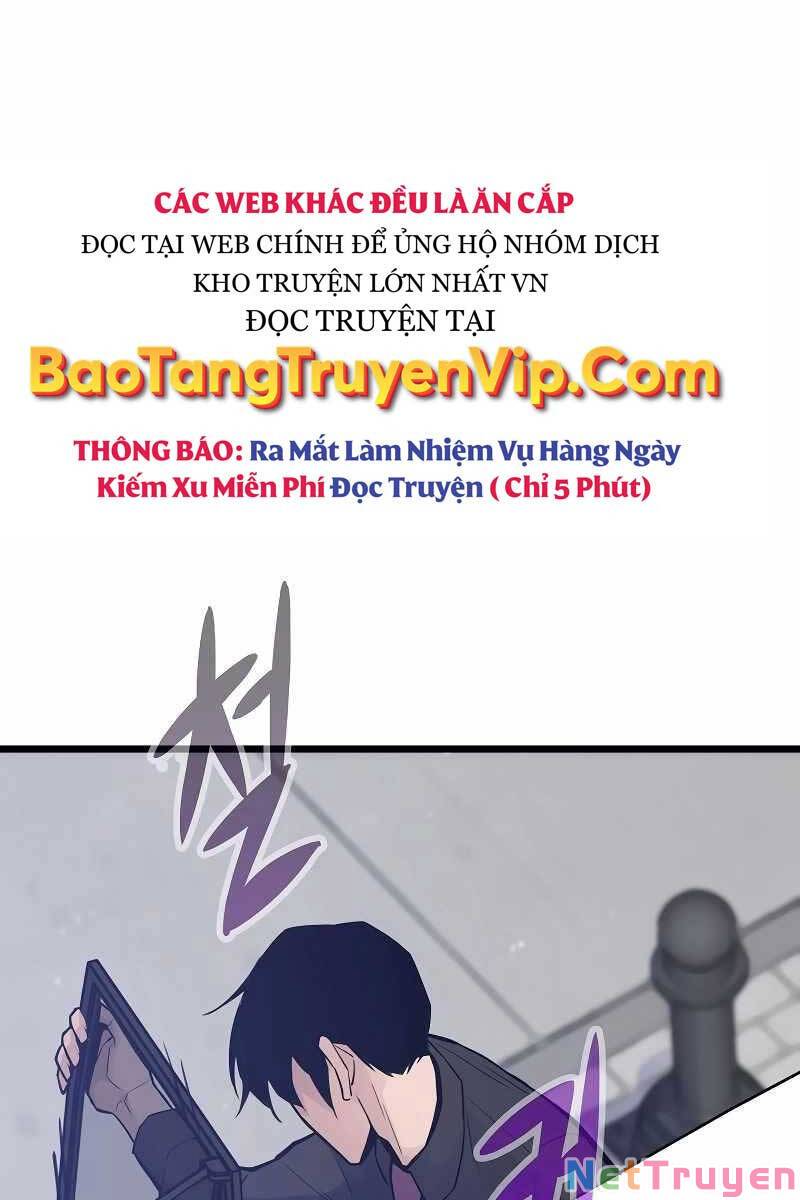 CÁC WEB KHÁC ĐỀU LÀ ĂN CẮP
ĐỌC TẠI WEB CHÍNH ĐỂ ỦNG HỘ NHÓM DỊCH
KHO TRUYỆN LỚN NHẤT VN
ĐỌC TRUYỆN TẠI
BaoTangTruyenVip.Com
THÔNG BÁO: Ra Mắt Làm Nhiệm Vụ Hàng Ngày
Kiếm Xu Miễn Phí Đọc Truyện ( Chỉ 5 Phút)
철
NetTruyen